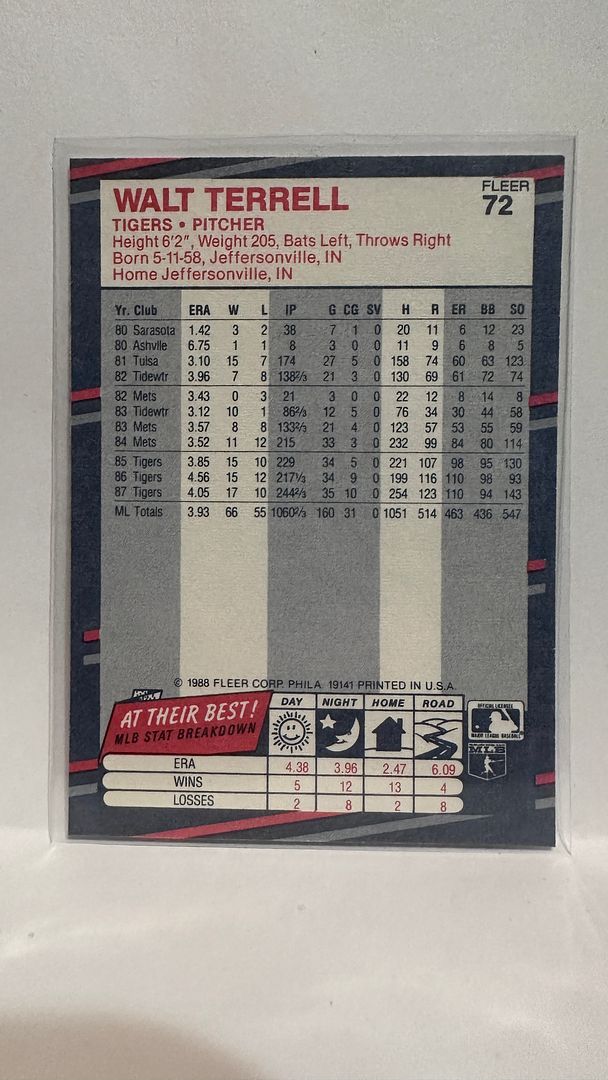 WALT TERRELL
FLEER
72
TIGERS • PITCHER
Height 6'2", Weight 205, Bats Left, Throws Right
Born 5-11-58, Jeffersonville, IN
Home Jeffersonville, IN
Yr. Club ERA W L IP G CG SV H R ER BB SO
80 Sarasota 1.42 3 2 38 7 1 0 20 11 6 12 23
80 Ashvlle 6.75 1 1 8 3 0 0 11 9 6 8 5
81 Tulsa 3.10 15 7 174 27 5 0 158 74 60 63 123
82 Tidewtr 3.96 7 8 138⅔ 21 3 0 130 69 61 72 74
82 Mets 3.43 0 3 21 3 0 0 22 12 8 14 8
83 Tidewtr 3.12 10 1 86⅔ 12 5 0 76 34 30 44 58
83 Mets 3.57 8 8 133⅔ 21 4 0 123 57 53 55 59
84 Mets 3.52 11 12 215 33 3 0 232 99 84 80 114
85 Tigers 3.85 15 10 229 34 5 0 221 107 98 95 130
86 Tigers 4.56 15 12 217⅓ 34 9 0 199 116 110 98 93
87 Tigers 4.05 17 10 244⅔ 35 10 0 254 123 110 94 143
ML Totals 3.93 66 55 1060⅔ 160 31 0 1051 514 463 436 547
© 1988 FLEER CORP. PHILA. 19141 PRINTED IN U.S.A.
AT THEIR BEST!
MLB STAT BREAKDOWN
DAY NIGHT HOME ROAD
ERA 4.38 3.96 2.47 6.09
WINS 5 12 13 4
LOSSES 2 8 2 8
OFFICIAL LICENSEE
MAJOR LEAGUE BASEBALL